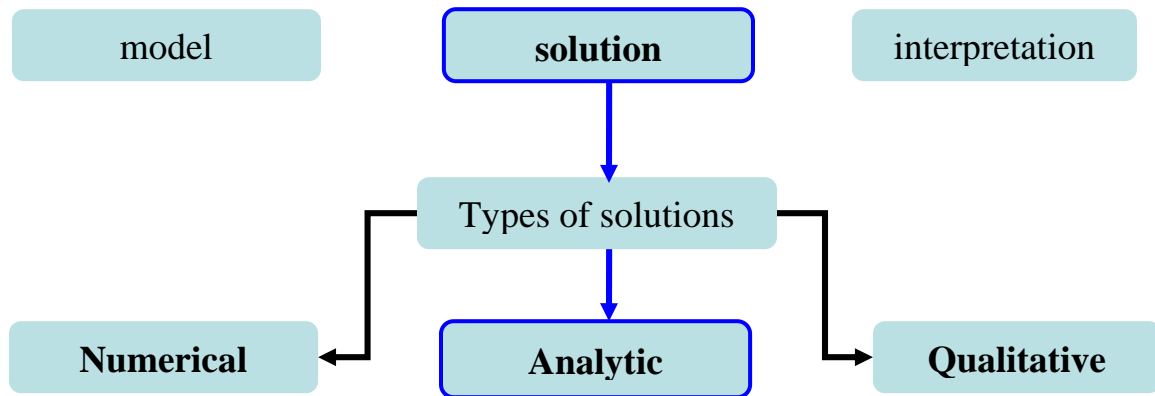 model
solution
interpretation
Types of solutions
Numerical
Analytic
Qualitative